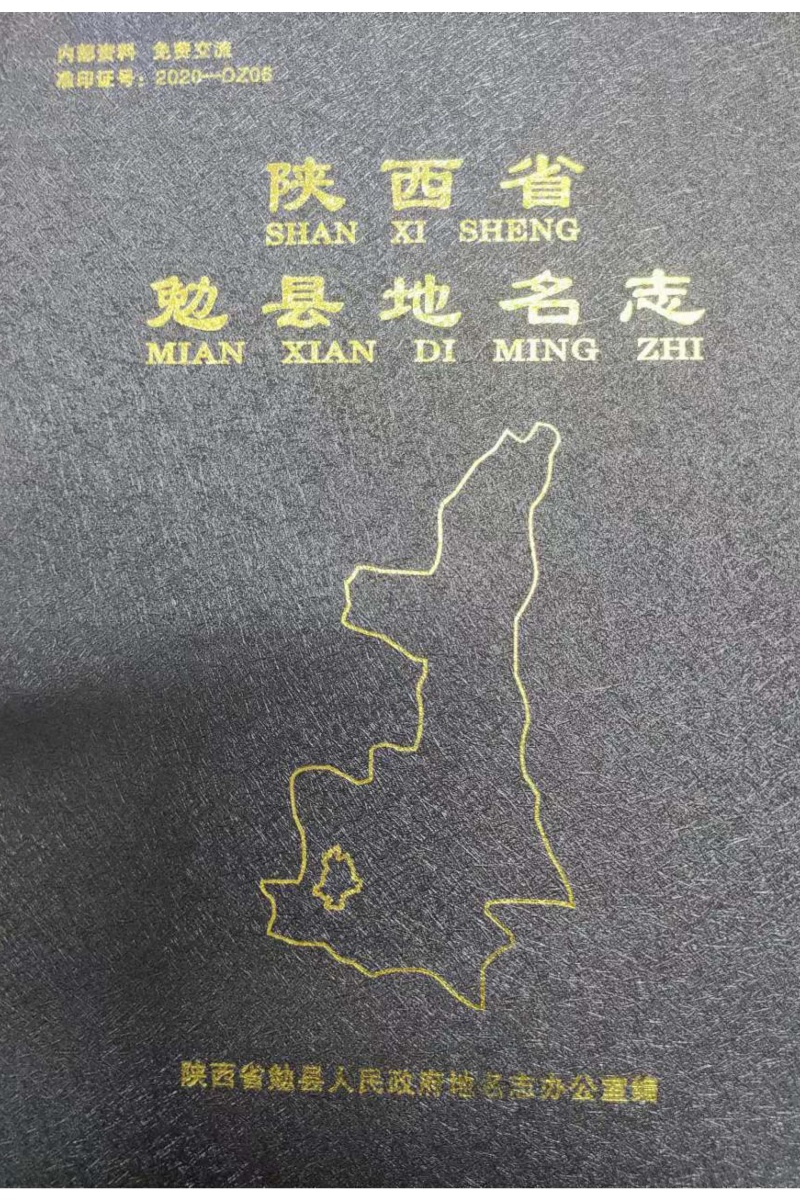 内部资料 免费交流
准印证号：2020—DZ06
陕西省
SHAN XI SHENG
勉县地名志
MIAN XIAN DI MING ZHI
陕西省勉县人民政府地名志办公室编